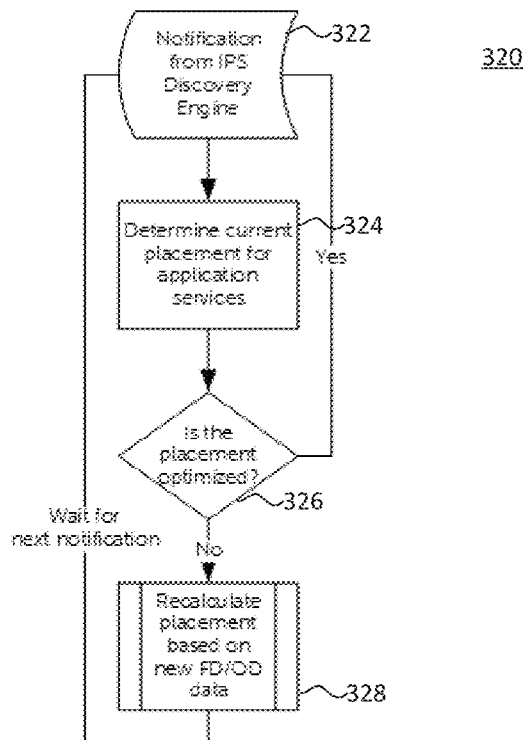 Notification
from IPS
Discovery
Engine
322
320
Determine current
placement for
application
services
324
Yes
Is the
placement
optimized?
326
Wait for
next notification
No
Recalculate
placement
based on
new FD/OD
data
328